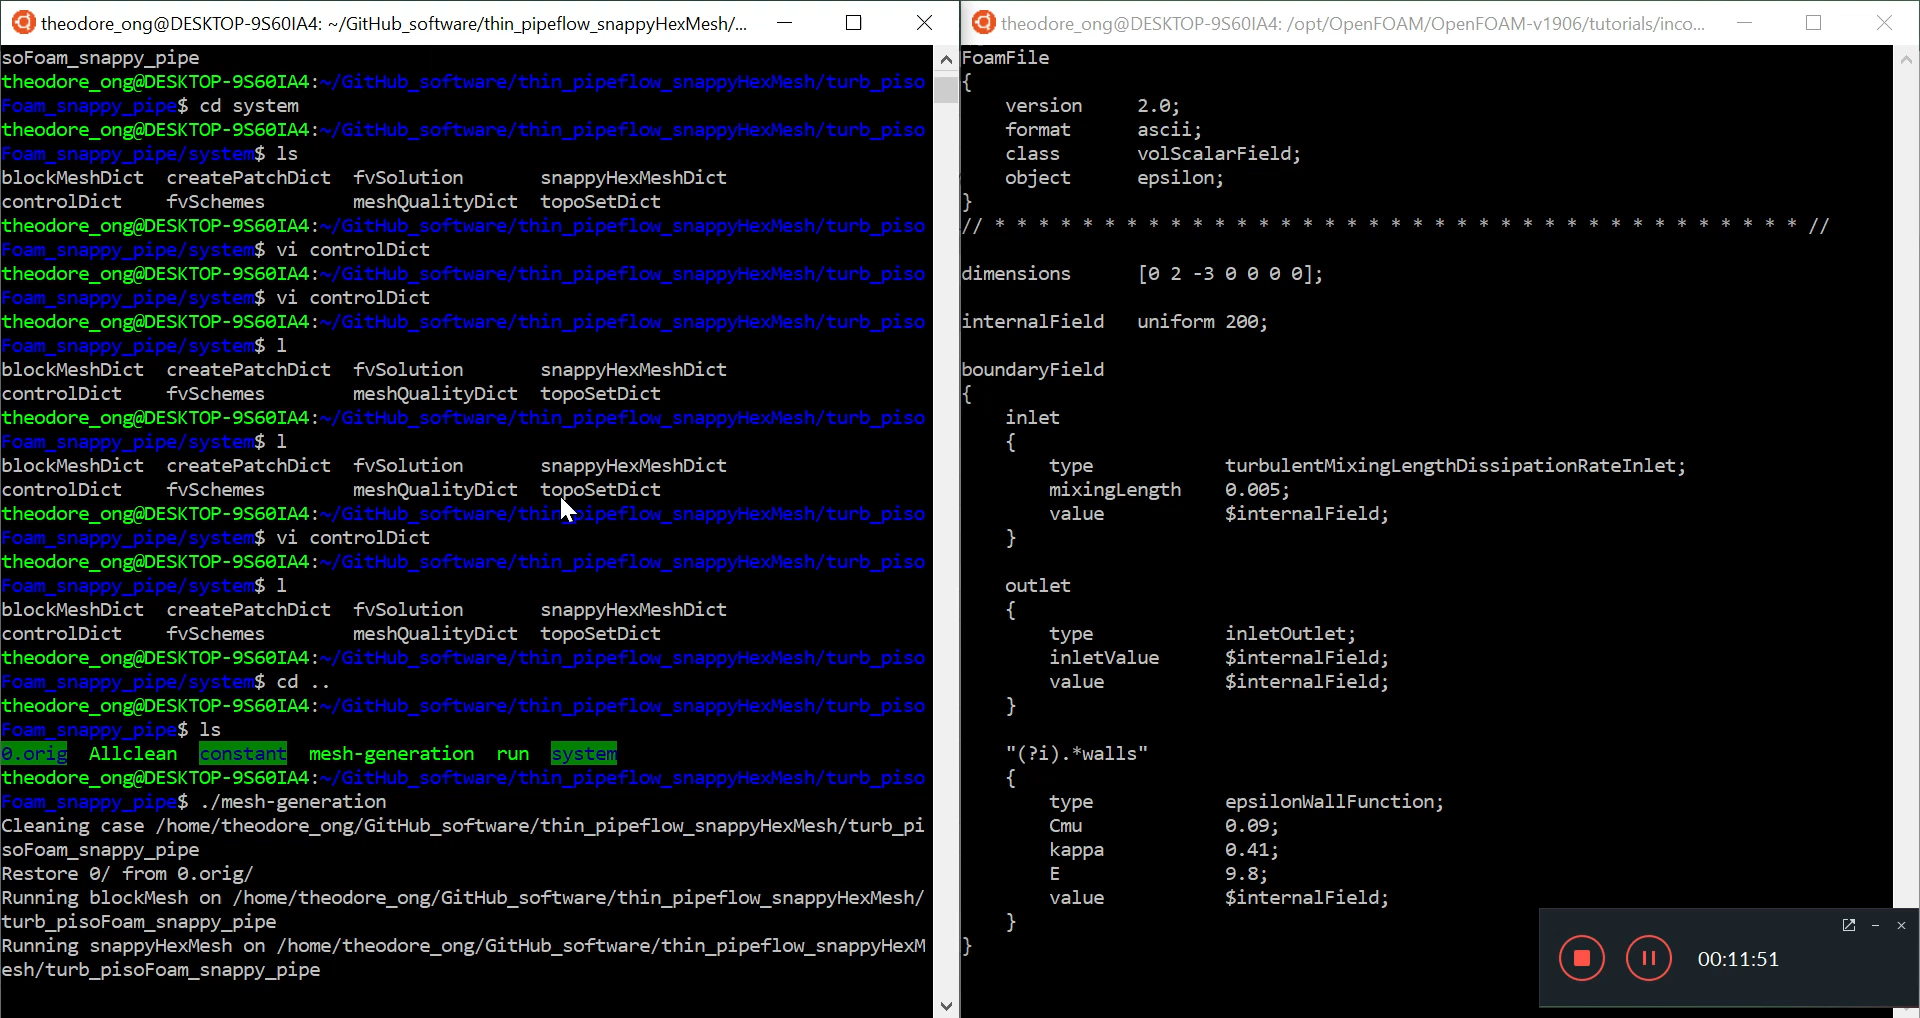 theodore_ong@DESKTOP-9S60IA4: ~/GitHub_software/thin_pipeflow_snappyHexMesh/...
soFoam_snappy_pipe
theodore_ong@DESKTOP-9S60IA4:~/GitHub_software/thin_pipeflow_snappyHexMesh/turb_piso
Foam_snappy_pipe$ cd system
theodore_ong@DESKTOP-9S60IA4:~/GitHub_software/thin_pipeflow_snappyHexMesh/turb_piso
Foam_snappy_pipe/system$ ls
blockMeshDict  createPatchDict  fvSolution       snappyHexMeshDict
controlDict    fvSchemes        meshQualityDict  topoSetDict
theodore_ong@DESKTOP-9S60IA4:~/GitHub_software/thin_pipeflow_snappyHexMesh/turb_piso
Foam_snappy_pipe/system$ vi controlDict
theodore_ong@DESKTOP-9S60IA4:~/GitHub_software/thin_pipeflow_snappyHexMesh/turb_piso
Foam_snappy_pipe/system$ vi controlDict
theodore_ong@DESKTOP-9S60IA4:~/GitHub_software/thin_pipeflow_snappyHexMesh/turb_piso
Foam_snappy_pipe/system$ l
blockMeshDict  createPatchDict  fvSolution       snappyHexMeshDict
controlDict    fvSchemes        meshQualityDict  topoSetDict
theodore_ong@DESKTOP-9S60IA4:~/GitHub_software/thin_pipeflow_snappyHexMesh/turb_piso
Foam_snappy_pipe/system$ l
blockMeshDict  createPatchDict  fvSolution       snappyHexMeshDict
controlDict    fvSchemes        meshQualityDict  topoSetDict
theodore_ong@DESKTOP-9S60IA4:~/GitHub_software/thin_pipeflow_snappyHexMesh/turb_piso
Foam_snappy_pipe/system$ vi controlDict
theodore_ong@DESKTOP-9S60IA4:~/GitHub_software/thin_pipeflow_snappyHexMesh/turb_piso
Foam_snappy_pipe/system$ l
blockMeshDict  createPatchDict  fvSolution       snappyHexMeshDict
controlDict    fvSchemes        meshQualityDict  topoSetDict
theodore_ong@DESKTOP-9S60IA4:~/GitHub_software/thin_pipeflow_snappyHexMesh/turb_piso
Foam_snappy_pipe/system$ cd ..
theodore_ong@DESKTOP-9S60IA4:~/GitHub_software/thin_pipeflow_snappyHexMesh/turb_piso
Foam_snappy_pipe$ ls
0.orig  Allclean  constant  mesh-generation  run  system
theodore_ong@DESKTOP-9S60IA4:~/GitHub_software/thin_pipeflow_snappyHexMesh/turb_piso
Foam_snappy_pipe$ ./mesh-generation
Cleaning case /home/theodore_ong/GitHub_software/thin_pipeflow_snappyHexMesh/turb_pi
soFoam_snappy_pipe
Restore 0/ from 0.orig/
Running blockMesh on /home/theodore_ong/GitHub_software/thin_pipeflow_snappyHexMesh/
turb_pisoFoam_snappy_pipe
Running snappyHexMesh on /home/theodore_ong/GitHub_software/thin_pipeflow_snappyHexM
esh/turb_pisoFoam_snappy_pipe
theodore_ong@DESKTOP-9S60IA4: /opt/OpenFOAM/OpenFOAM-v1906/tutorials/inco...
FoamFile
{
    version     2.0;
    format      ascii;
    class       volScalarField;
    object      epsilon;
}
// * * * * * * * * * * * * * * * * * * * * * * * * * * * * * * * * * * * * * //
dimensions      [0 2 -3 0 0 0 0];
internalField   uniform 200;
boundaryField
{
    inlet
    {
        type            turbulentMixingLengthDissipationRateInlet;
        mixingLength    0.005;
        value           $internalField;
    }
    outlet
    {
        type            inletOutlet;
        inletValue      $internalField;
        value           $internalField;
    }
    "(?i).*walls"
    {
        type            epsilonWallFunction;
        Cmu             0.09;
        kappa           0.41;
        E               9.8;
        value           $internalField;
    }
}
00:11:51